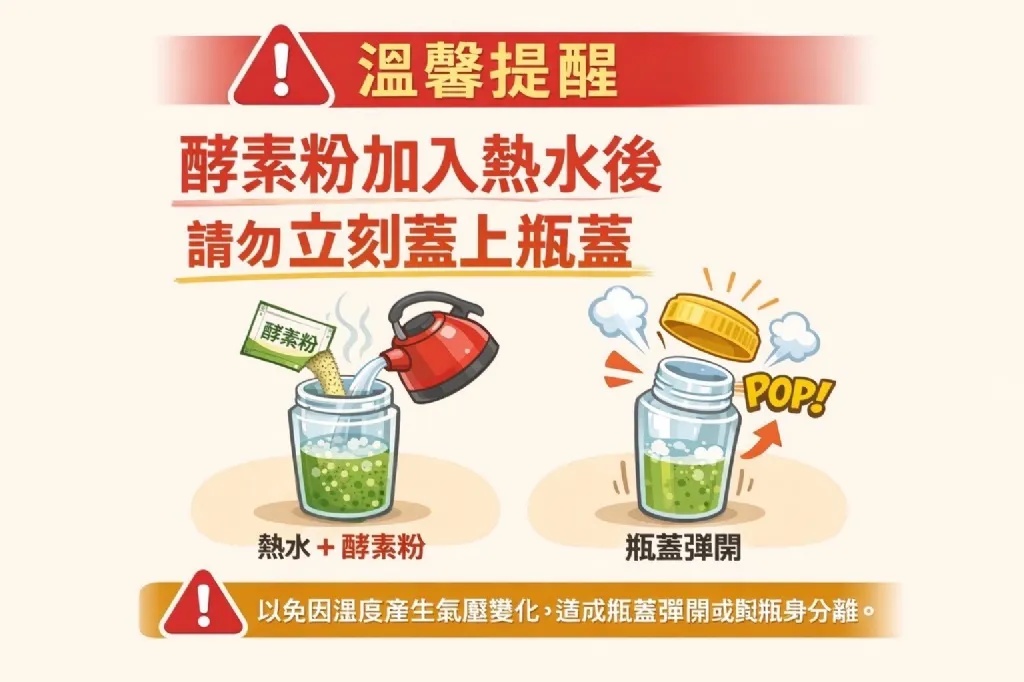 溫馨提醒
酵素粉加入熱水後
請勿立刻蓋上瓶蓋
酵素粉
POP!
熱水+酵素粉
瓶蓋彈開
以免因溫度產生氣壓變化,造成瓶蓋彈開或與瓶身分離。